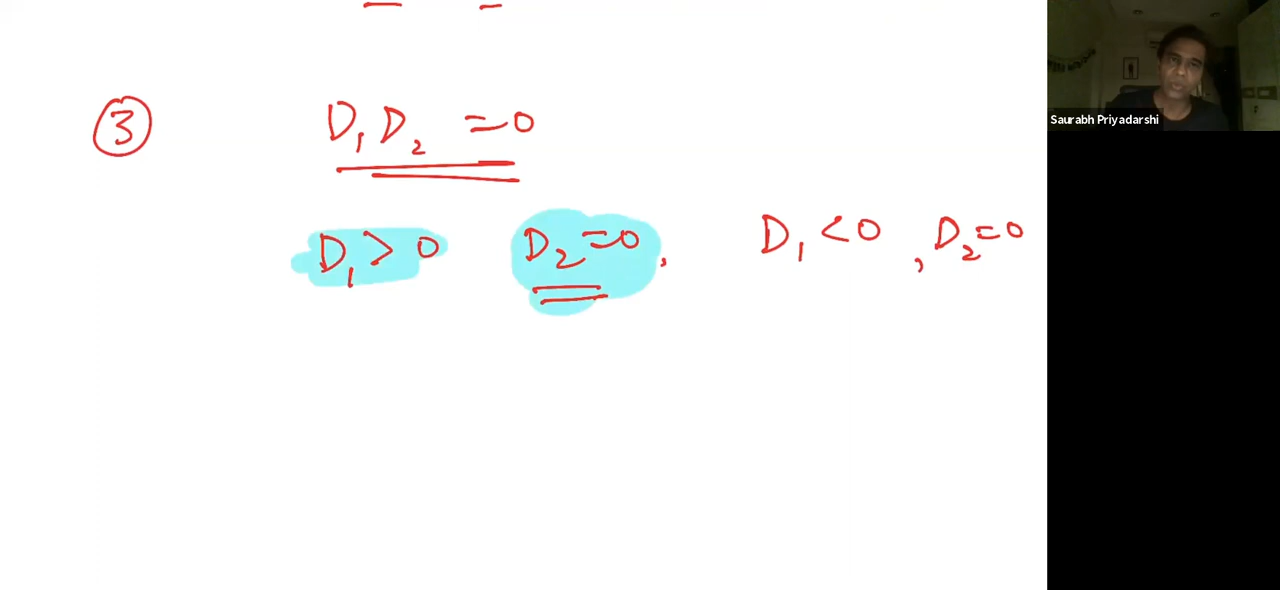 ③ D₁D₂ = 0
Saurabh Priyadarshi
D₁ > 0 D₂ = 0, D₁ < 0, D₂ = 0